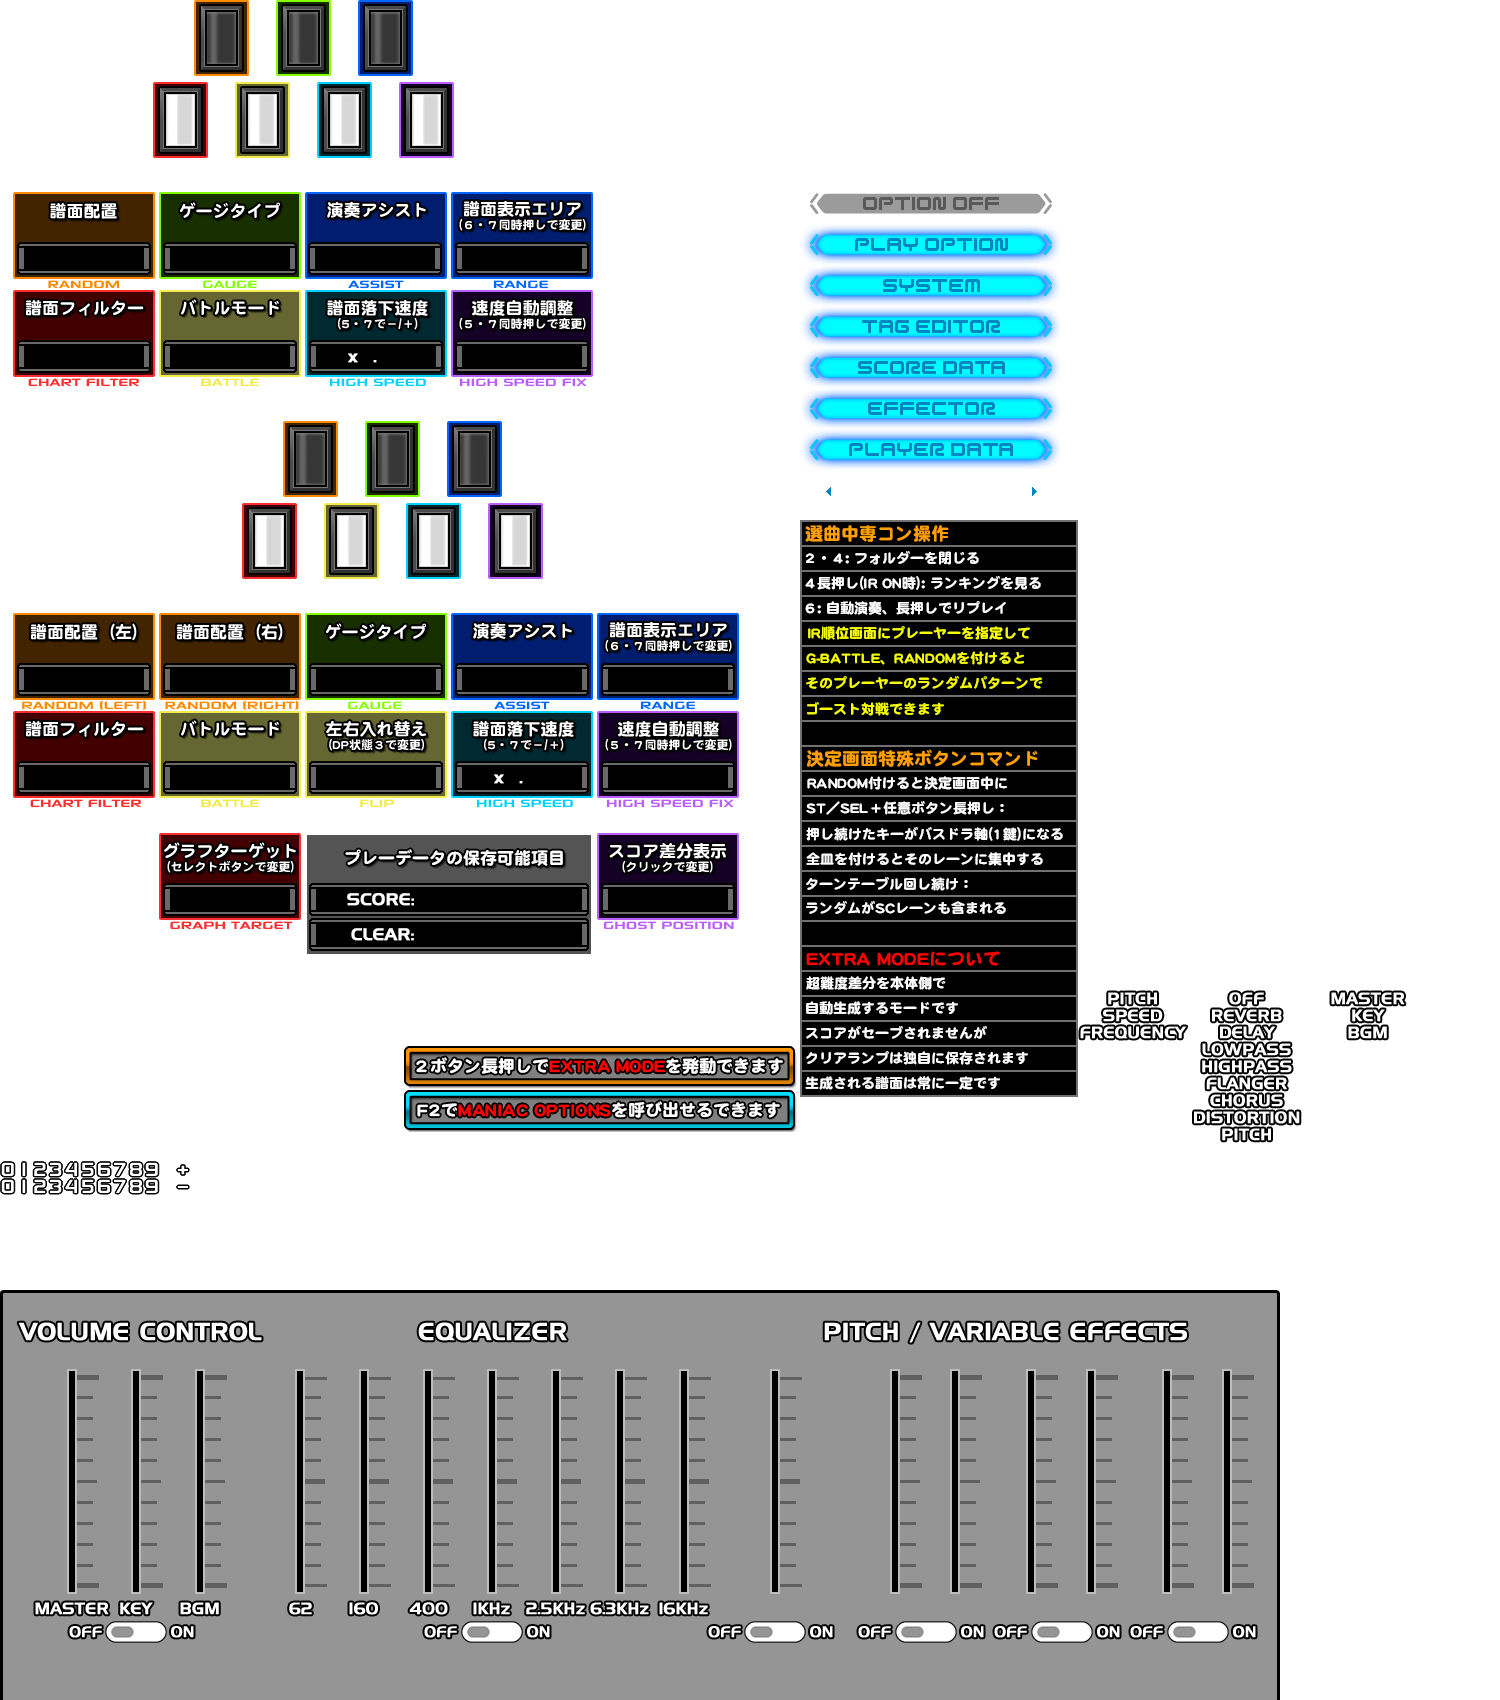 譜面配置
ゲージタイプ
演奏アシスト
譜面表示エリア
(6・7同時押しで変更)
RANDOM
GAUGE
ASSIST
RANGE
譜面フィルター
バトルモード
譜面落下速度
(5・7で−/+)
速度自動調整
(5・7同時押しで変更)
x .
CHART FILTER
BATTLE
HIGH SPEED
HIGH SPEED FIX
OPTION OFF
PLAY OPTION
SYSTEM
TAG EDITOR
SCORE DATA
EFFECTOR
PLAYER DATA
譜面配置（左）
譜面配置（右）
ゲージタイプ
演奏アシスト
譜面表示エリア
(6・7同時押しで変更)
RANDOM (LEFT)
RANDOM (RIGHT)
GAUGE
ASSIST
RANGE
譜面フィルター
バトルモード
左右入れ替え
(DP状態3で変更)
譜面落下速度
(5・7で−/+)
速度自動調整
(5・7同時押しで変更)
x .
CHART FILTER
BATTLE
FLIP
HIGH SPEED
HIGH SPEED FIX
グラフターゲット
(セレクトボタンで変更)
GRAPH TARGET
プレーデータの保存可能項目
SCORE:
CLEAR:
スコア差分表示
(クリックで変更)
GHOST POSITION
選曲中専コン操作
2・4: フォルダーを閉じる
4長押し(IR ON時): ランキングを見る
6: 自動演奏、長押しでリプレイ
IR順位画面にプレーヤーを指定して
G-BATTLE、RANDOMを付けると
そのプレーヤーのランダムパターンで
ゴースト対戦できます
決定画面特殊ボタンコマンド
RANDOM付けると決定画面中に
ST／SEL＋任意ボタン長押し：
押し続けたキーがバスドラ軸(1鍵)になる
全皿を付けるとそのレーンに集中する
ターンテーブル回し続け：
ランダムがSCレーンも含まれる
EXTRA MODEについて
超難度差分を本体側で
自動生成するモードです
スコアがセーブされませんが
クリアランプは独自に保存されます
生成される譜面は常に一定です
2ボタン長押しでEXTRA MODEを発動できます
F2でMANIAC OPTIONSを呼び出せるできます
PITCH
SPEED
FREQUENCY
OFF
REVERB
DELAY
LOWPASS
HIGHPASS
FLANGER
CHORUS
DISTORTION
PITCH
MASTER
KEY
BGM
0123456789 +
0123456789 −
VOLUME CONTROL
EQUALIZER
PITCH / VARIABLE EFFECTS
MASTER KEY BGM
62 160 400 1KHz 2.5KHz 6.3KHz 16KHz
OFF ON
OFF ON
OFF ON
OFF ON
OFF ON
OFF ON